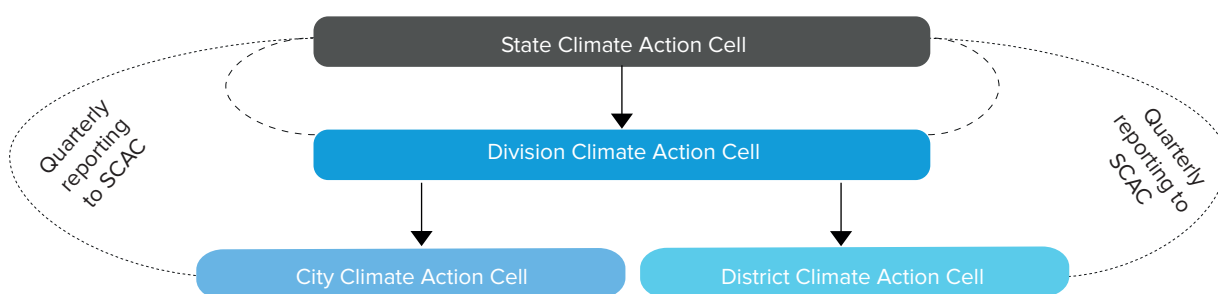 State Climate Action Cell
Quarterly
reporting
to SCAC
Quarterly
reporting to
SCAC
Division Climate Action Cell
City Climate Action Cell
District Climate Action Cell